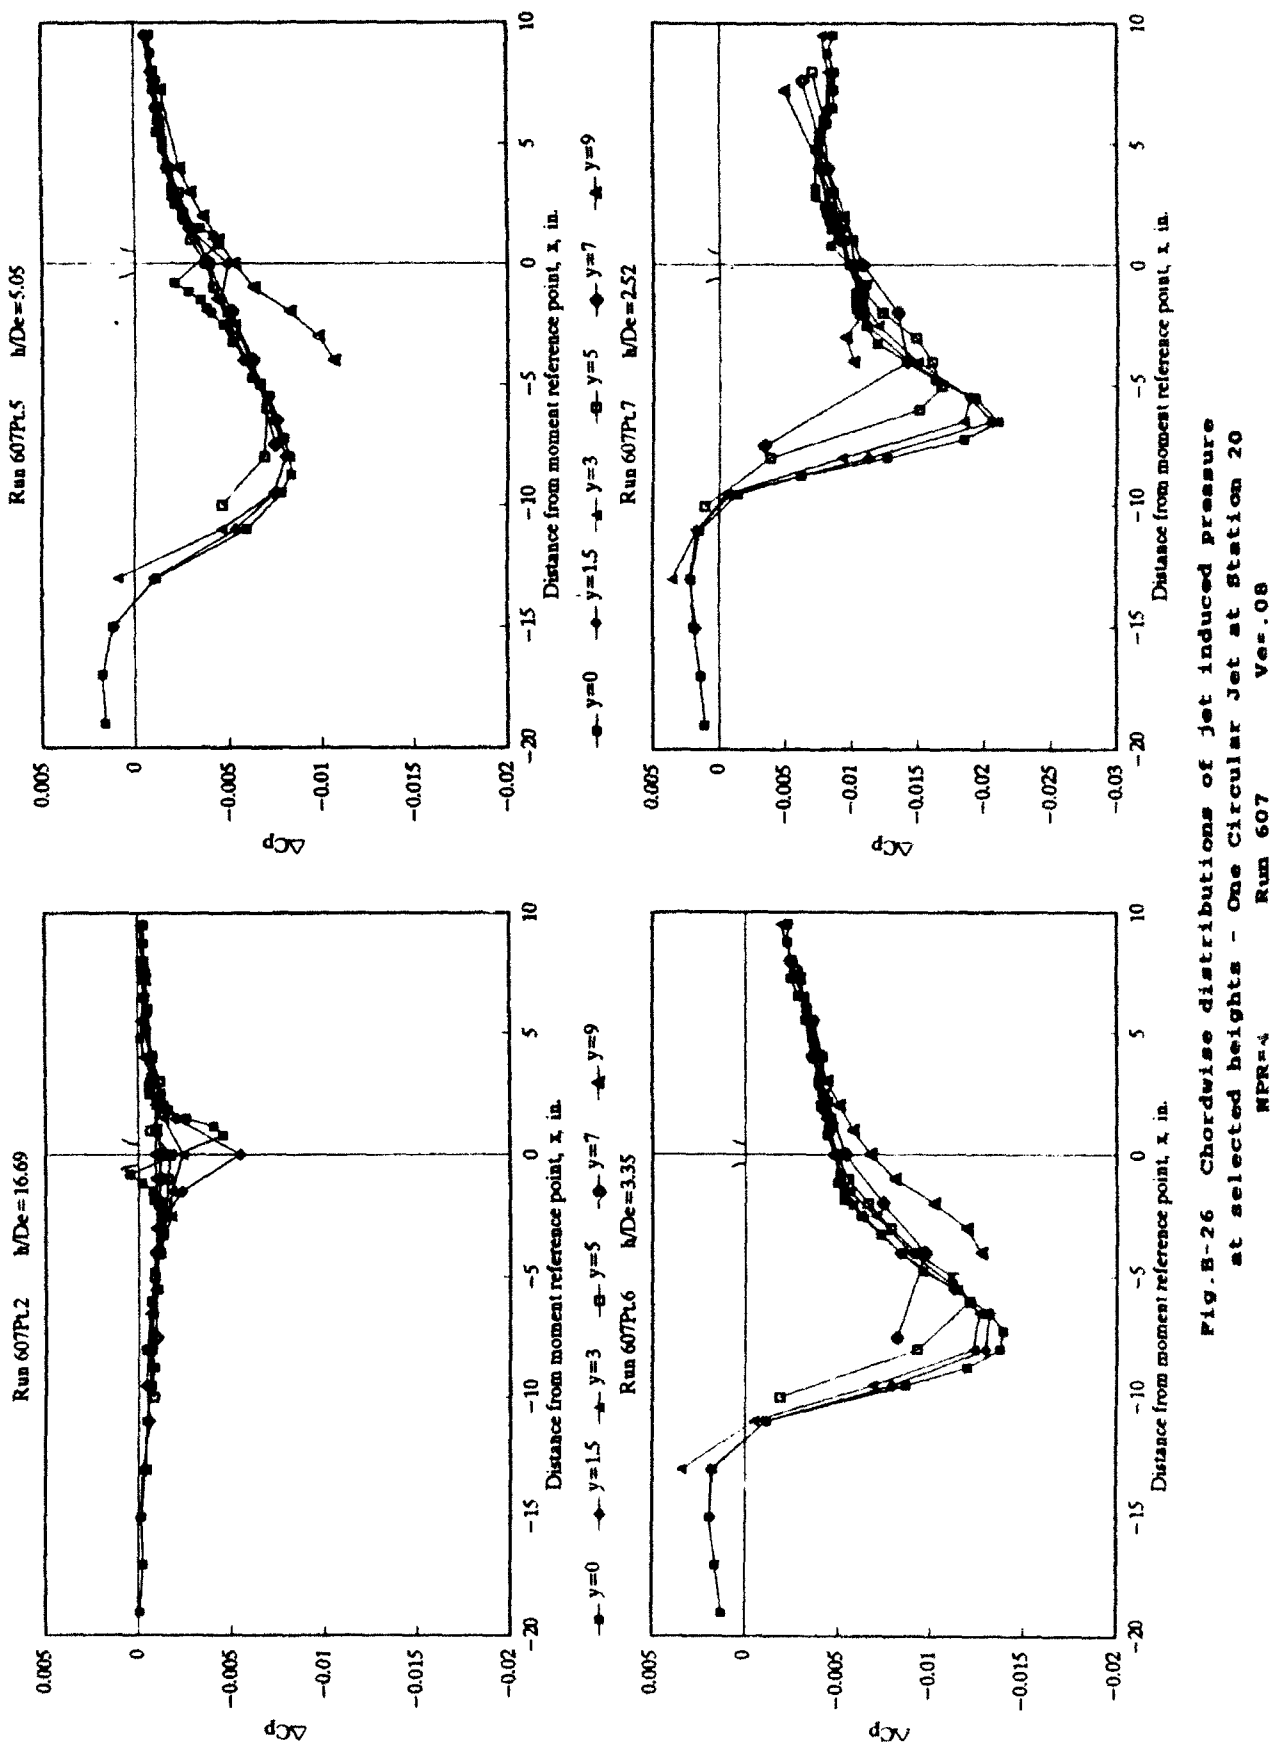 Run 607Pt.2 h/De=16.69
0.005
0
-0.005
-0.01
-0.015
-0.02
ΔCp
-20 -15 -10 -5 0 5 10
Distance from moment reference point, x, in.
Run 607Pt.5 h/De=5.05
0.005
0
-0.005
-0.01
-0.015
-0.02
ΔCp
-20 -15 -10 -5 0 5 10
Distance from moment reference point, x, in.
y=0 y=1.5 y=3 y=5 y=7 y=9
y=0 y=1.5 y=3 y=5 y=7 y=9
Run 607Pt.6 h/De=3.35
0.005
0
-0.005
-0.01
-0.015
-0.02
ΔCp
-20 -15 -10 -5 0 5 10
Distance from moment reference point, x, in.
Run 607Pt.7 h/De=2.52
0.005
0
-0.005
-0.01
-0.015
-0.02
-0.025
-0.03
ΔCp
-20 -15 -10 -5 0 5 10
Distance from moment reference point, x, in.
Fig.B-26 Chordwise distributions of jet induced pressure
at selected heights - One Circular Jet at Station 20
NPR=4 Run 607 Ve=.08